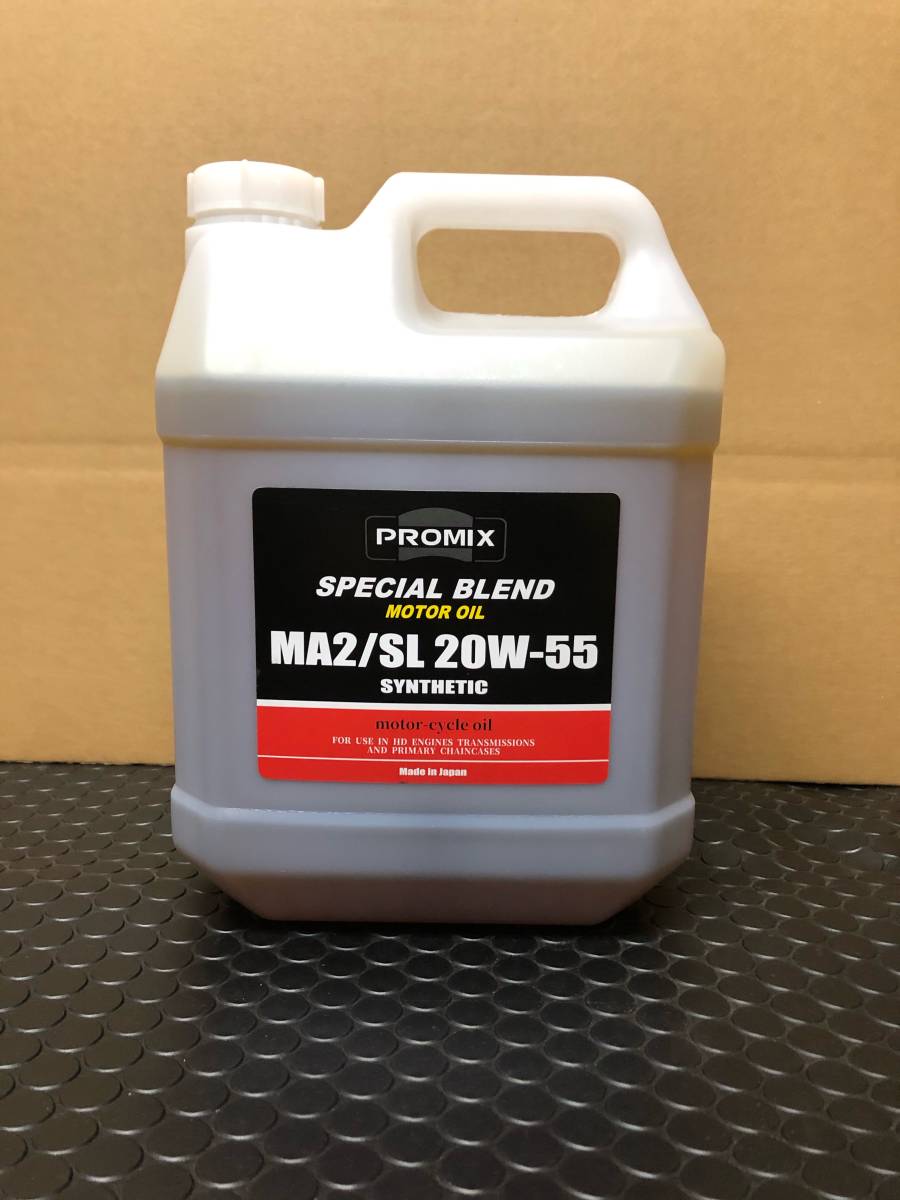 PROMIX
SPECIAL BLEND
MOTOR OIL
MA2/SL 20W-55
SYNTHETIC
motor-cycle oil
FOR USE IN HD ENGINES TRANSMISSIONS
AND PRIMARY CHAINCASES
Made in Japan